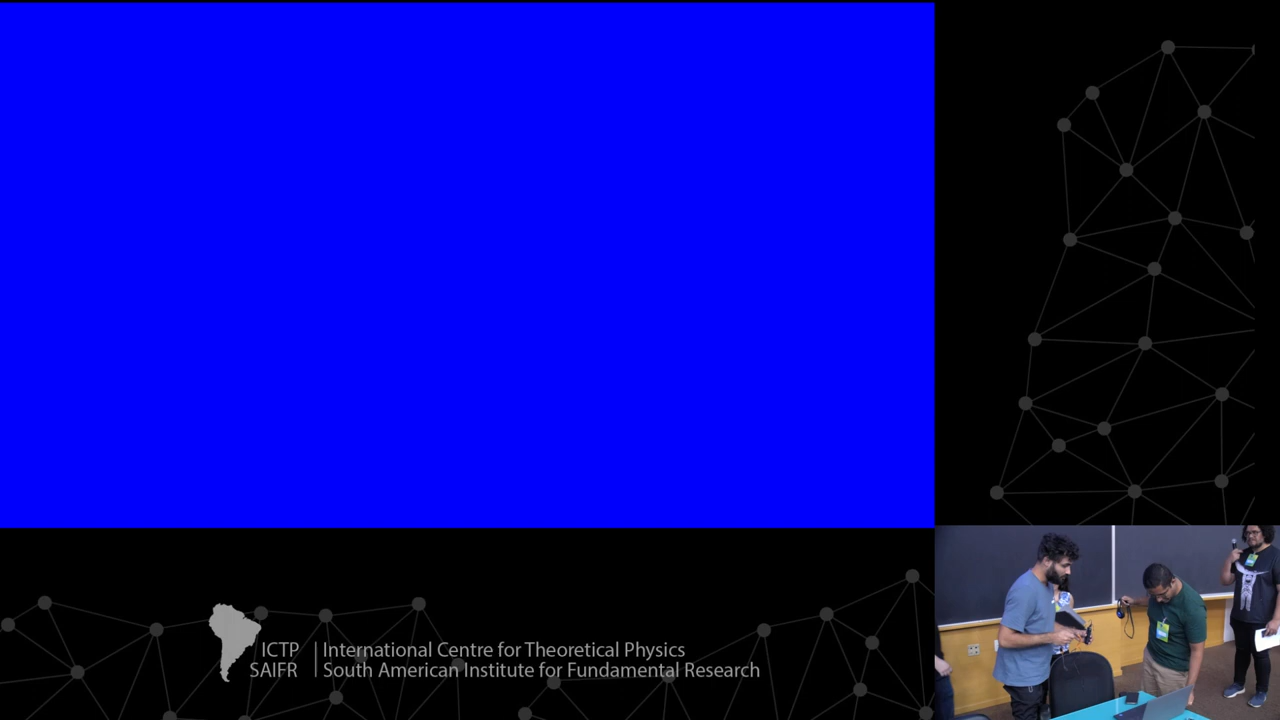 ICTP
SAIFR
International Centre for Theoretical Physics
South American Institute for Fundamental Research